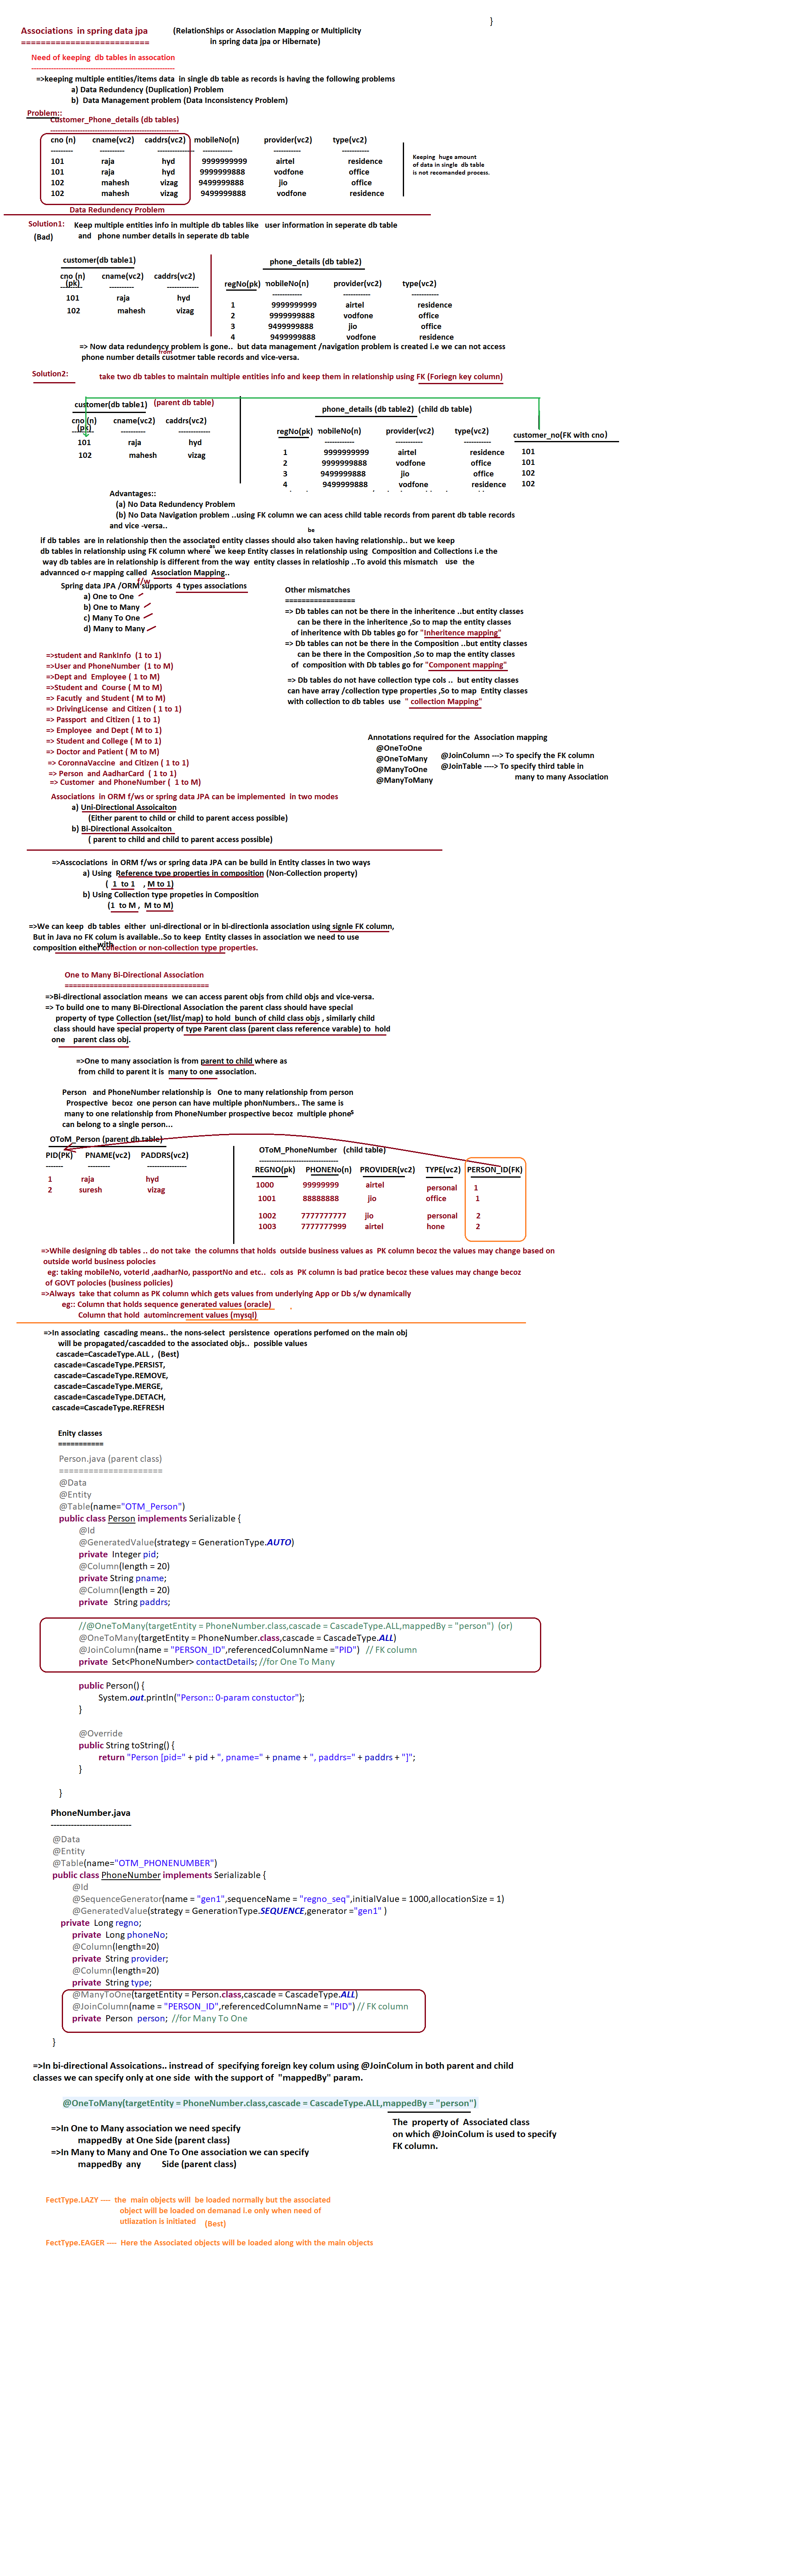 }
Associations in spring data jpa (RelationShips or Association Mapping or Multiplicity
========================== in spring data jpa or Hibernate)
Need of keeping db tables in assocation
=>keeping multiple entities/items data in single db table as records is having the following problems
a) Data Redundency (Duplication) Problem
b) Data Management problem (Data Inconsistency Problem)
Problem::
Customer_Phone_details (db tables)
cno (n) cname(vc2) caddrs(vc2) mobileNo(n) provider(vc2) type(vc2)
101 raja hyd 9999999999 airtel residence
101 raja hyd 9999999888 vodfone office
102 mahesh vizag 9499999888 jio office
102 mahesh vizag 9499999888 vodfone residence
Keeping huge amount
of data in single db table
is not recomanded process.
Data Redundency Problem
Solution1: Keep multiple entities info in multiple db tables like user information in seperate db table
(Bad) and phone number details in seperate db table
customer(db table1) phone_details (db table2)
cno (n) cname(vc2) caddrs(vc2)
(pk)
101 raja hyd
102 mahesh vizag
regNo(pk) mobileNo(n) provider(vc2) type(vc2)
1 9999999999 airtel residence
2 9999999888 vodfone office
3 9499999888 jio office
4 9499999888 vodfone residence
=> Now data redundency problem is gone.. but data management /navigation problem is created i.e we can not access
from
phone number details cusotmer table records and vice-versa.
Solution2: take two db tables to maintain multiple entities info and keep them in relationship using FK (Foriegn key column)
customer(db table1) (parent db table)
phone_details (db table2) (child db table)
cno (n) cname(vc2) caddrs(vc2)
(pk)
101 raja hyd
102 mahesh vizag
regNo(pk) mobileNo(n) provider(vc2) type(vc2) customer_no(FK with cno)
1 9999999999 airtel residence 101
2 9999999888 vodfone office 101
3 9499999888 jio office 102
4 9499999888 vodfone residence 102
Advantages::
(a) No Data Redundency Problem
(b) No Data Navigation problem ..using FK column we can acess child table records from parent db table records
and vice -versa..
be
if db tables are in relationship then the associated entity classes should also taken having relationship.. but we keep
as
db tables in relationship using FK column where we keep Entity classes in relationship using Composition and Collections i.e the
way db tables are in relationship is different from the way entity classes in relatioship ..To avoid this mismatch use the
advannced o-r mapping called Association Mapping..
f/w
Spring data JPA /ORM supports 4 types associations
a) One to One
b) One to Many
c) Many To One
d) Many to Many
Other mismatches
=================
=> Db tables can not be there in the inheritence ..but entity classes
can be there in the inheritence ,So to map the entity classes
of inheritence with Db tables go for "Inheritence mapping"
=> Db tables can not be there in the Composition ..but entity classes
can be there in the Composition ,So to map the entity classes
of composition with Db tables go for "Component mapping"
=> Db tables do not have collection type cols .. but entity classes
can have array /collection type properties ,So to map Entity classes
with collection to db tables use " collection Mapping"
=>student and RankInfo (1 to 1)
=>User and PhoneNumber (1 to M)
=>Dept and Employee ( 1 to M)
=>Student and Course ( M to M)
=> Facutly and Student ( M to M)
=> DrivingLicense and Citizen ( 1 to 1)
=> Passport and Citizen ( 1 to 1)
=> Employee and Dept ( M to 1)
=> Student and College ( M to 1)
=> Doctor and Patient ( M to M)
=> CoronnaVaccine and Citizen ( 1 to 1)
=> Person and AadharCard ( 1 to 1)
=> Customer and PhoneNumber ( 1 to M)
Annotations required for the Association mapping
@OneToOne
@OneToMany
@ManyToOne
@ManyToMany
@JoinColumn ---> To specify the FK column
@JoinTable ----> To specify third table in
many to many Association
Associations in ORM f/ws or spring data JPA can be implemented in two modes
a) Uni-Directional Assoicaiton
(Either parent to child or child to parent access possible)
b) Bi-Directional Assoicaiton
( parent to child and child to parent access possible)
=>Asscociations in ORM f/ws or spring data JPA can be build in Entity classes in two ways
a) Using Reference type properties in composition (Non-Collection property)
( 1 to 1 , M to 1)
b) Using Collection type propeties in Composition
(1 to M , M to M)
=>We can keep db tables either uni-directional or in bi-directionla association using signle FK column,
But in Java no FK colum is available..So to keep Entity classes in association we need to use
with
composition either collection or non-collection type properties.
One to Many Bi-Directional Association
===================================
=>Bi-directional association means we can access parent objs from child objs and vice-versa.
=> To build one to many Bi-Directional Association the parent class should have special
property of type Collection (set/list/map) to hold bunch of child class objs , similarly child
class should have special property of type Parent class (parent class reference varable) to hold
one parent class obj.
=>One to many association is from parent to child where as
from child to parent it is many to one association.
Person and PhoneNumber relationship is One to many relationship from person
Prospective becoz one person can have multiple phonNumbers.. The same is
many to one relationship from PhoneNumber prospective becoz multiple phones
can belong to a single person...
OToM_Person (parent db table)
OToM_PhoneNumber (child table)
PID(PK) PNAME(vc2) PADDRS(VC2)
1 raja hyd
2 suresh vizag
REGNO(pk) PHONENo(n) PROVIDER(vc2) TYPE(vc2) PERSON_ID(FK)
1000 99999999 airtel personal 1
1001 88888888 jio office 1
1002 7777777777 jio personal 2
1003 7777777999 airtel hone 2
=>While designing db tables .. do not take the columns that holds outside business values as PK column becoz the values may change based on
outside world business polocies
eg: taking mobileNo, voterId ,aadharNo, passportNo and etc.. cols as PK column is bad pratice becoz these values may change becoz
of GOVT polocies (business policies)
=>Always take that column as PK column which gets values from underlying App or Db s/w dynamically
eg:: Column that holds sequence generated values (oracle)
Column that hold automincrement values (mysql)
=>In associating cascading means.. the nons-select persistence operations perfomed on the main obj
will be propagated/cascadded to the associated objs.. possible values
cascade=CascadeType.ALL , (Best)
cascade=CascadeType.PERSIST,
cascade=CascadeType.REMOVE,
cascade=CascadeType.MERGE,
cascade=CascadeType.DETACH,
cascade=CascadeType.REFRESH
Enity classes
===========
Person.java (parent class)
=====================
@Data
@Entity
@Table(name="OTM_Person")
public class Person implements Serializable {
@Id
@GeneratedValue(strategy = GenerationType.AUTO)
private Integer pid;
@Column(length = 20)
private String pname;
@Column(length = 20)
private String paddrs;
//@OneToMany(targetEntity = PhoneNumber.class,cascade = CascadeType.ALL,mappedBy = "person") (or)
@OneToMany(targetEntity = PhoneNumber.class,cascade = CascadeType.ALL)
@JoinColumn(name = "PERSON_ID",referencedColumnName ="PID") // FK column
private Set<PhoneNumber> contactDetails; //for One To Many
public Person() {
System.out.println("Person:: 0-param constuctor");
}
@Override
public String toString() {
return "Person [pid=" + pid + ", pname=" + pname + ", paddrs=" + paddrs + "]";
}
}
PhoneNumber.java
----------------------------
@Data
@Entity
@Table(name="OTM_PHONENUMBER")
public class PhoneNumber implements Serializable {
@Id
@SequenceGenerator(name = "gen1",sequenceName = "regno_seq",initialValue = 1000,allocationSize = 1)
@GeneratedValue(strategy = GenerationType.SEQUENCE,generator ="gen1" )
private Long regno;
private Long phoneNo;
@Column(length=20)
private String provider;
@Column(length=20)
private String type;
@ManyToOne(targetEntity = Person.class,cascade = CascadeType.ALL)
@JoinColumn(name = "PERSON_ID",referencedColumnName = "PID") // FK column
private Person person; //for Many To One
}
=>In bi-directional Assoications.. instread of specifying foreign key colum using @JoinColum in both parent and child
classes we can specify only at one side with the support of "mappedBy" param.
@OneToMany(targetEntity = PhoneNumber.class,cascade = CascadeType.ALL,mappedBy = "person")
The property of Associated class
on which @JoinColum is used to specify
FK column.
=>In One to Many association we need specify
mappedBy at One Side (parent class)
=>In Many to Many and One To One association we can specify
mappedBy any Side (parent class)
FectType.LAZY ---- the main objects will be loaded normally but the associated
object will be loaded on demanad i.e only when need of
utliazation is initiated (Best)
FectType.EAGER ---- Here the Associated objects will be loaded along with the main objects